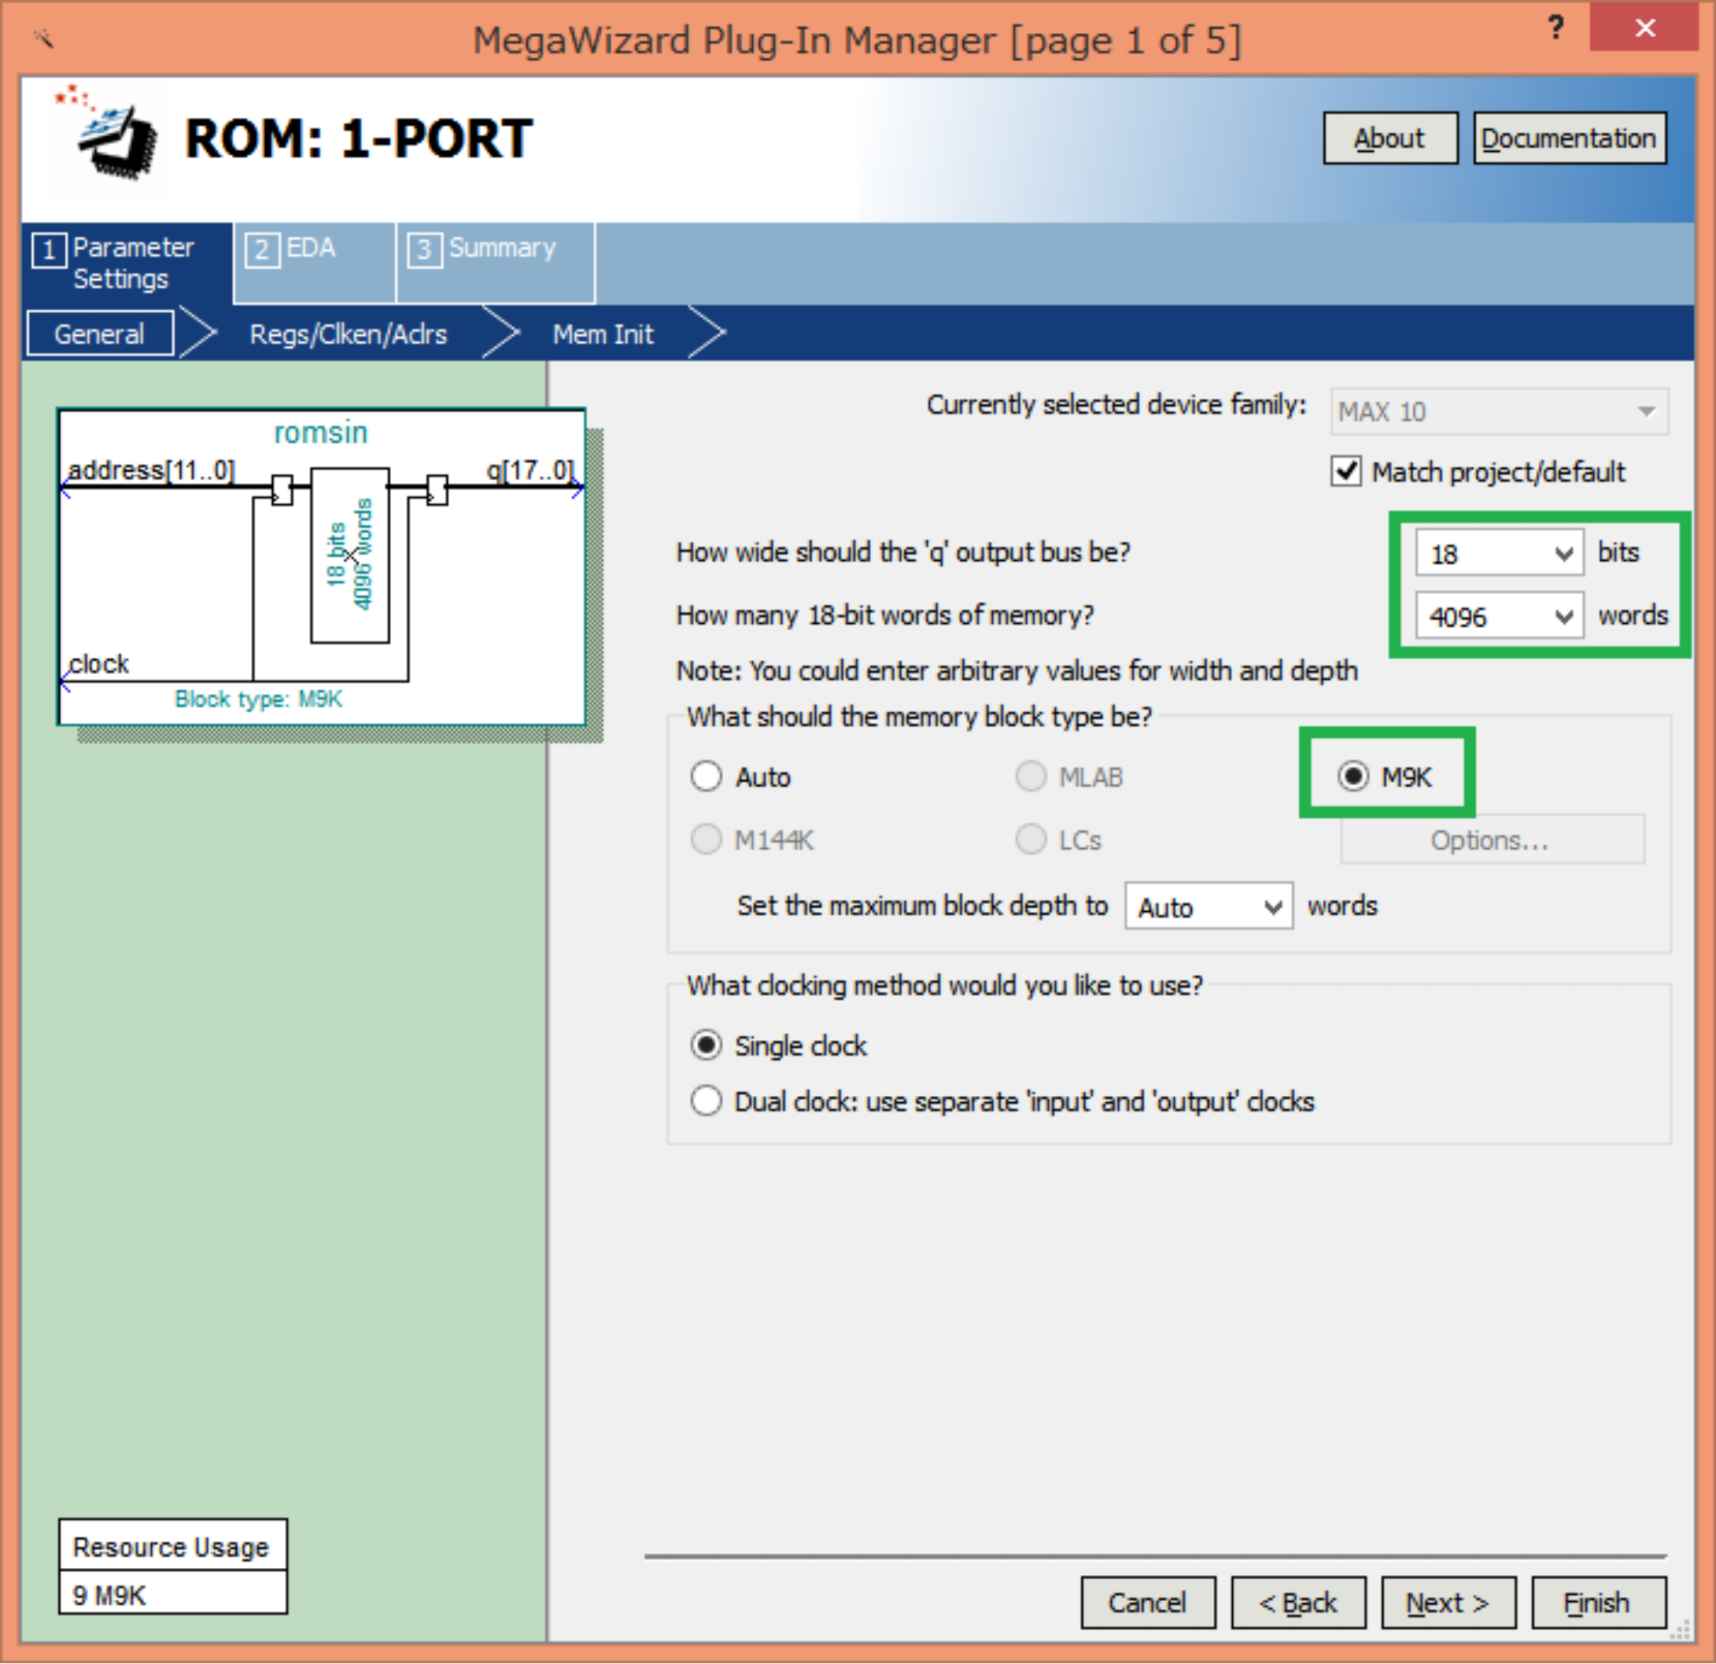 MegaWizard Plug-In Manager [page 1 of 5]
?
ROM: 1-PORT
About
Documentation
1 Parameter Settings
2 EDA
3 Summary
General
Regs/Clken/Aclrs
Mem Init
romsin
address[11..0]
q[17..0]
18 bits
4096 words
clock
Block type: M9K
Currently selected device family:
MAX 10
Match project/default
How wide should the 'q' output bus be?
18
bits
How many 18-bit words of memory?
4096
words
Note: You could enter arbitrary values for width and depth
What should the memory block type be?
Auto
MLAB
M9K
M144K
LCs
Options...
Set the maximum block depth to
Auto
words
What clocking method would you like to use?
Single clock
Dual clock: use separate 'input' and 'output' clocks
Resource Usage
9 M9K
Cancel
< Back
Next >
Finish